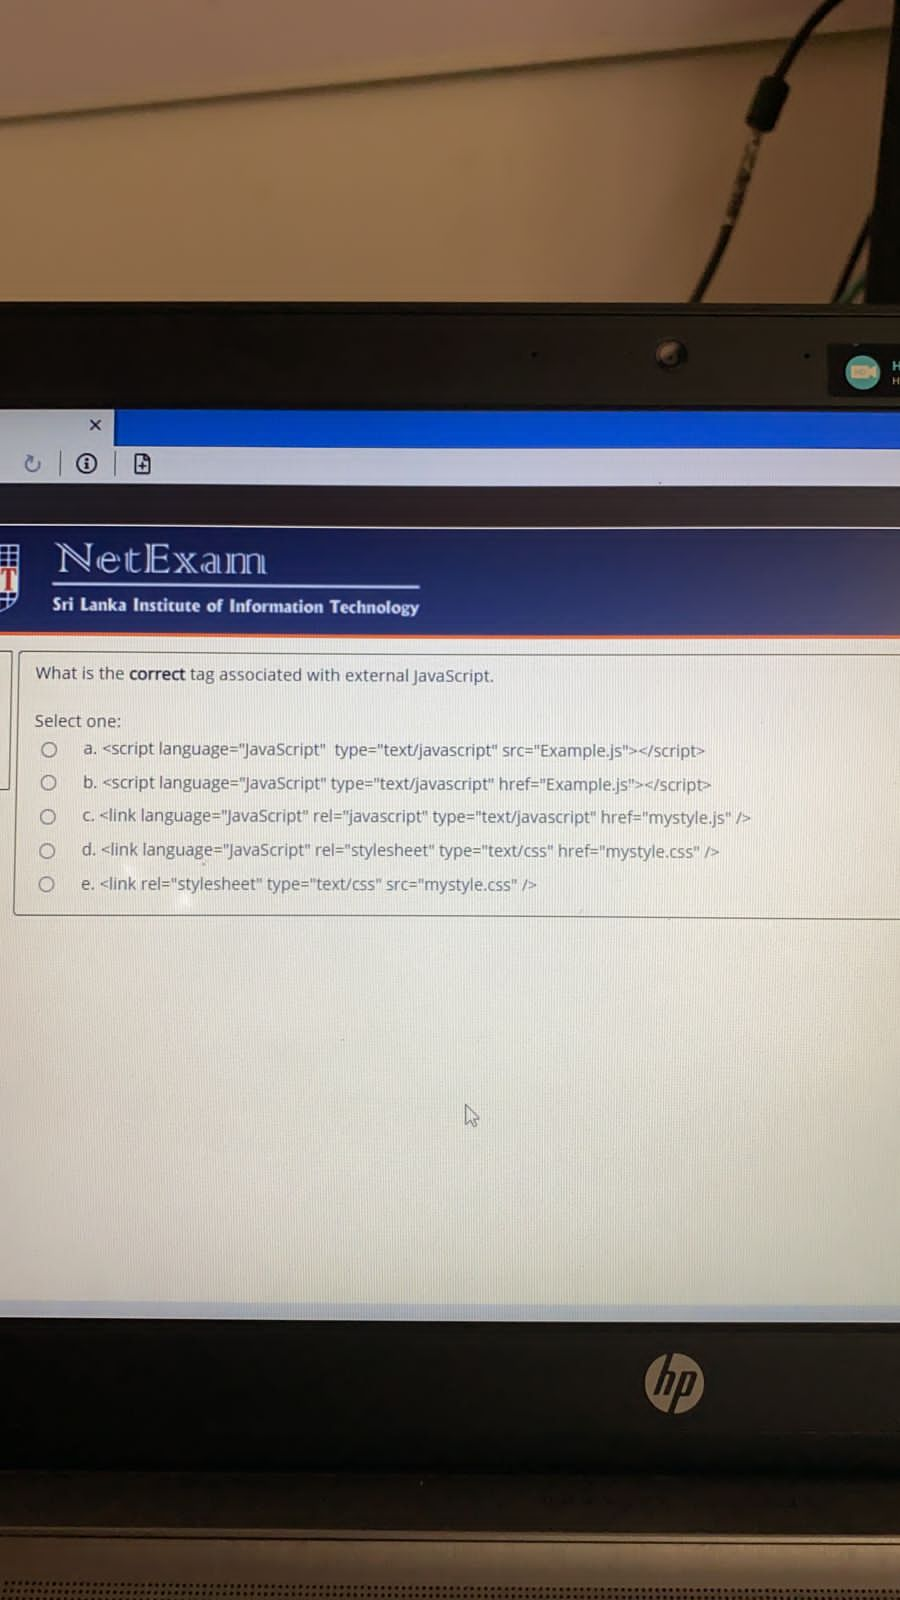 NetExam
Sri Lanka Institute of Information Technology
What is the correct tag associated with external JavaScript.
Select one:
a. <script language="JavaScript" type="text/javascript" src="Example.js"></script>
b. <script language="JavaScript" type="text/javascript" href="Example.js"></script>
c. <link language="JavaScript" rel="javascript" type="text/javascript" href="mystyle.js" />
d. <link language="JavaScript" rel="stylesheet" type="text/css" href="mystyle.css" />
e. <link rel="stylesheet" type="text/css" src="mystyle.css" />
hp